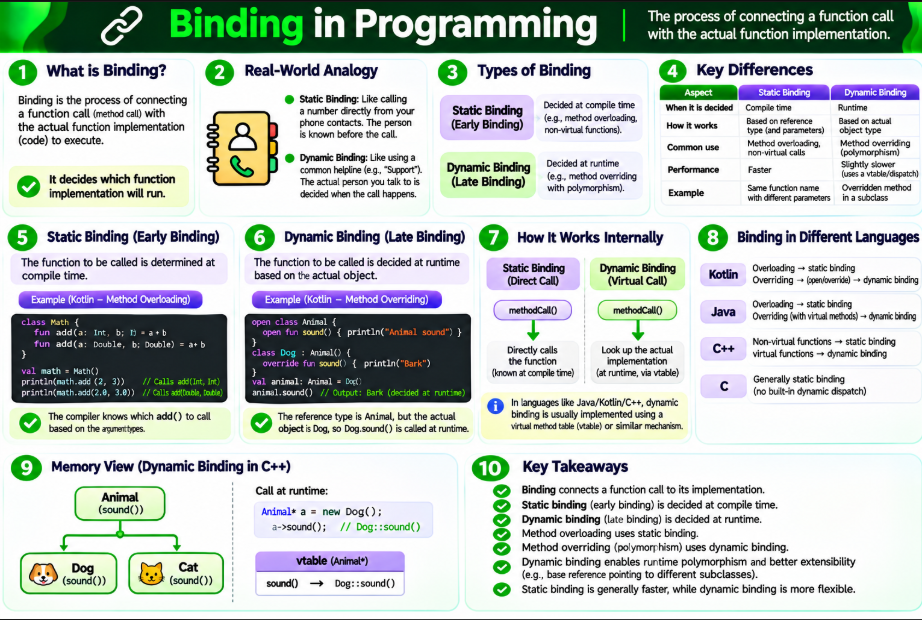 Binding in Programming
The process of connecting a function call
with the actual function implementation.
1 What is Binding?
Binding is the process of connecting
a function call (method call) with
the actual function implementation
(code) to execute.
It decides which function
implementation will run.
2 Real-World Analogy
Static Binding: Like calling
a number directly from your
phone contacts. The person
is known before the call.
Dynamic Binding: Like using a
common helpline (e.g., "Support").
The actual person you talk to is
decided when the call happens.
3 Types of Binding
Static Binding
(Early Binding)
Decided at compile time
(e.g., method overloading,
non-virtual functions).
Dynamic Binding
(Late Binding)
Decided at runtime
(e.g., method overriding
with polymorphism).
4 Key Differences
Aspect Static Binding Dynamic Binding
When it is decided Compile time Runtime
How it works Based on reference type (and parameters) Based on actual object type
Common use Method overloading, non-virtual calls Method overriding (polymorphism)
Performance Faster Slightly slower (uses a vtable/dispatch)
Example Same function name with different parameters Overridden method in a subclass
5 Static Binding (Early Binding)
The function to be called is determined at
compile time.
Example (Kotlin – Method Overloading)
class Math {
fun add(a: Int, b; I) = a + b
fun add(a: Double, b; Double) = a+b
}
val math = Math()
println(math.add (2, 3)) // Calls add(Int, Int)
println(math.add(2.0, 3.0)) // Calls add(Double, Double)
The compiler knows which add() to call
based on the argument types.
6 Dynamic Binding (Late Binding)
The function to be called is decided at runtime
based on the actual object.
Example (Kotlin – Method Overriding)
open class Animal {
open fun sound() { println("Animal sound") }
}
class Dog : Animal() {
override fun sound() { println("Bark")
}
val animal: Animal = Dog()
animal.sound() // Output: Bark (decided at runtime)
The reference type is Animal, but the actual
object is Dog, so Dog.sound() is called at runtime.
7 How It Works Internally
Static Binding
(Direct Call)
methodCall()
Directly calls
the function
(known at compile time)
Dynamic Binding
(Virtual Call)
methodCall()
Look up the actual
implementation
(at runtime, via vtable)
In languages like Java/Kotlin/C++, dynamic
binding is usually implemented using a
virtual method table (vtable) or similar mechanism.
8 Binding in Different Languages
Kotlin
Overloading → static binding
Overriding → (open/override) → dynamic binding
Java
Overloading → static binding
Overriding (with virtual methods) → dynamic binding
C++
Non-virtual functions → static binding
virtual functions → dynamic binding
C
Generally static binding
(no built-in dynamic dispatch)
9 Memory View (Dynamic Binding in C++)
Animal
(sound())
Dog
(sound())
Cat
(sound())
Call at runtime:
Animal* a = new Dog();
a->sound(); // Dog::sound()
vtable (Animal*)
sound() → Dog::sound()
10 Key Takeaways
Binding connects a function call to its implementation.
Static binding (early binding) is decided at compile time.
Dynamic binding (late binding) is decided at runtime.
Method overloading uses static binding.
Method overriding (polymorphism) uses dynamic binding.
Dynamic binding enables runtime polymorphism and better extensibility
(e.g., base reference pointing to different subclasses).
Static binding is generally faster, while dynamic binding is more flexible.